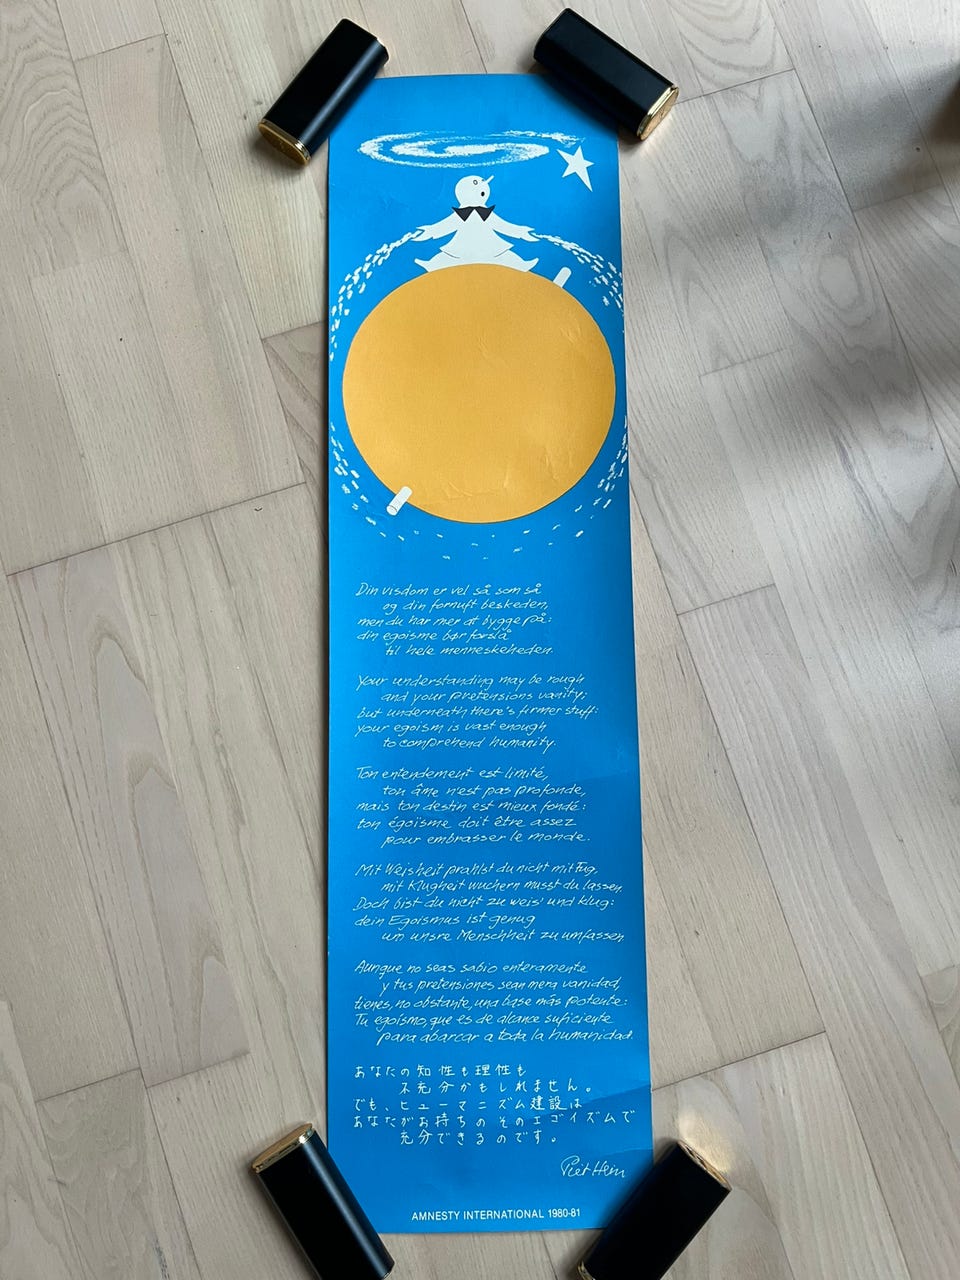 Din visdom er vel så som så
og din fornuft beskeden,
men du har mer at bygge på:
din egoisme bør forslå
til hele menneskeheden.
Your understanding may be rough
and your pretensions vanity;
but underneath there's firmer stuff:
your egoism is vast enough
to comprehend humanity.
Ton entendement est limité,
ton âme n'est pas profonde,
mais ton destin est mieux fondé:
ton égoïsme doit être assez
pour embrasser le monde.
Mit Weisheit prahlst du nicht mit Fug,
mit Klugheit wuchern musst du lassen,
Doch bist du nicht zu weis' und klug:
dein Egoismus ist genug
um unsre Menschheit zu umfassen
Aunque no seas sabio enteramente
y tus pretensiones sean mera vanidad,
tienes, no obstante, una base más potente:
Tu egoísmo, que es de alcance suficiente
para abarcar a toda la humanidad.
あなたの知性も理性も
不充分かもしれません。
でも、ヒューマニズム建設は
あなたがお持ちのそのエゴイズムで
充分できるのです。
Piet Hein
AMNESTY INTERNATIONAL 1980-81